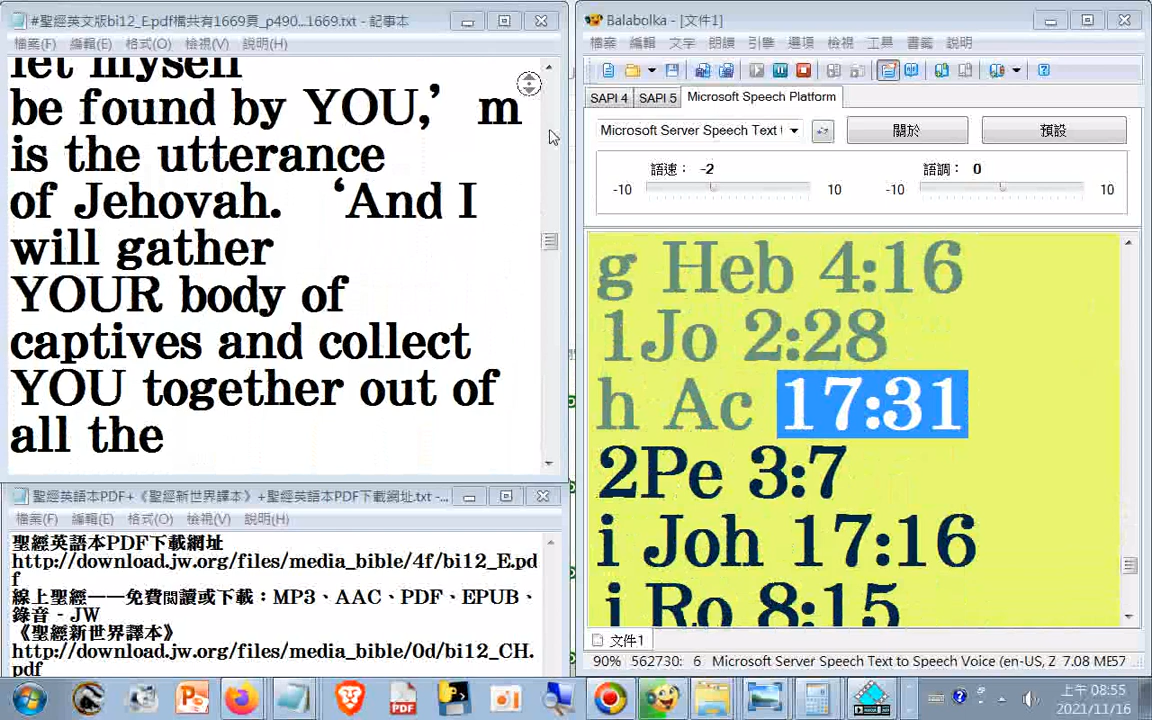 #聖經英文版bi12_E.pdf檔共有1669頁_p490...1669.txt - 記事本
檔案(F) 編輯(E) 格式(O) 檢視(V) 說明(H)
let myself
be found by YOU,’ m
is the utterance
of Jehovah. ‘And I
will gather
YOUR body of
captives and collect
YOU together out of
all the
聖經英語本PDF+《聖經新世界譯本》+聖經英語本PDF下載網址.txt -...
檔案(F) 編輯(E) 格式(O) 檢視(V) 說明(H)
聖經英語本PDF下載網址
http://download.jw.org/files/media_bible/4f/bi12_E.pd
f
線上聖經——免費閱讀或下載：MP3、AAC、PDF、EPUB、
錄音 - JW
《聖經新世界譯本》
http://download.jw.org/files/media_bible/0d/bi12_CH.
pdf
Balabolka - [文件1]
檔案 編輯 文字 朗讀 引擎 選項 檢視 工具 書籤 說明
SAPI 4 SAPI 5 Microsoft Speech Platform
Microsoft Server Speech Text 關於 預設
語速： -2 語調： 0
-10 10 -10 10
g Heb 4:16
1Jo 2:28
h Ac 17:31
2Pe 3:7
i Joh 17:16
j Ro 8:15
文件1
90% 562730: 6 Microsoft Server Speech Text to Speech Voice (en-US, Z 7.08 ME57
PDF
上午 08:55
2021/11/16